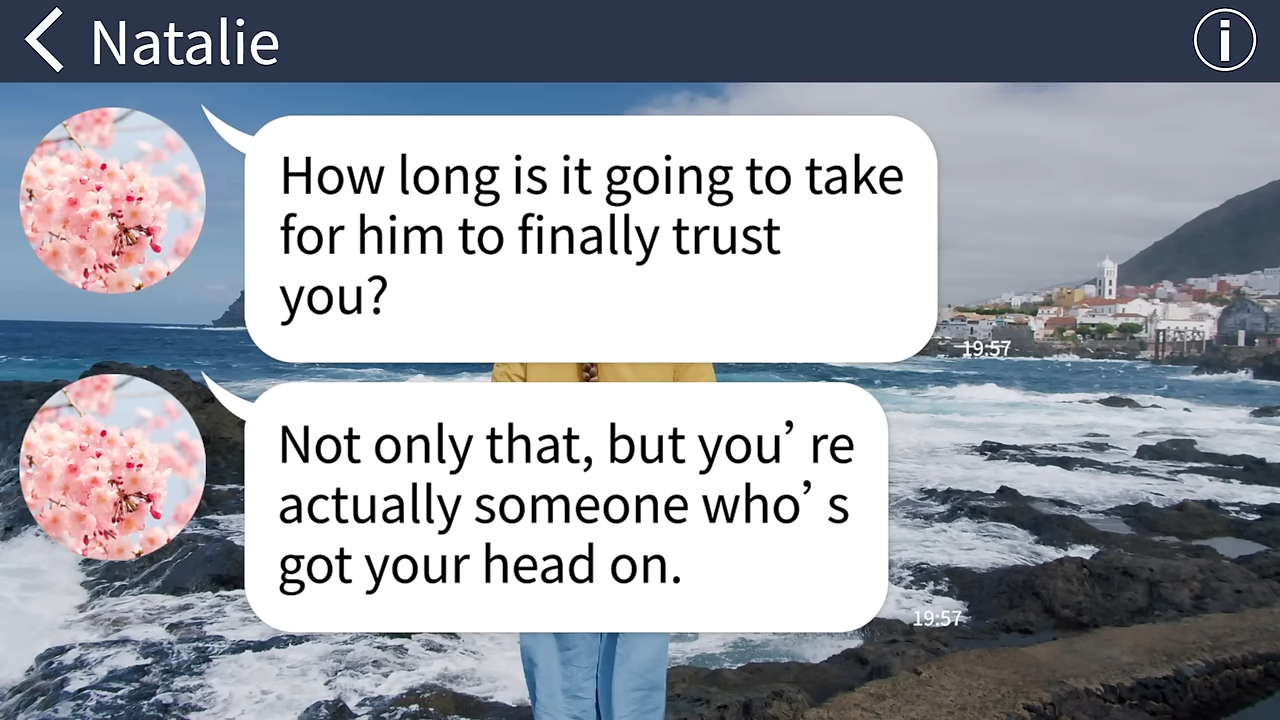 Natalie
How long is it going to take
for him to finally trust
you?
19:57
Not only that, but you’ re
actually someone who’ s
got your head on.
19:57